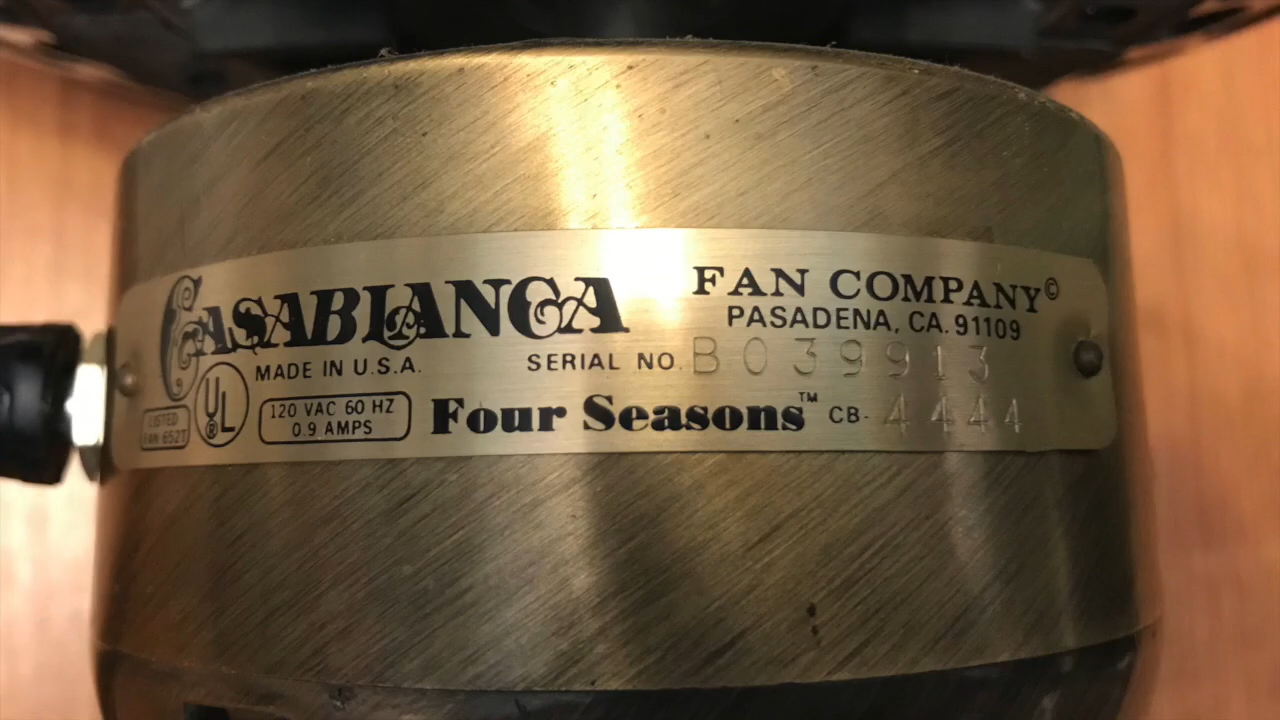 CASABLANCA FAN COMPANY©
PASADENA, CA. 91109
MADE IN U.S.A. SERIAL NO. B039913
UL®
LISTED
FAN 652T
120 VAC 60 HZ
0.9 AMPS
Four Seasons™ CB-4444